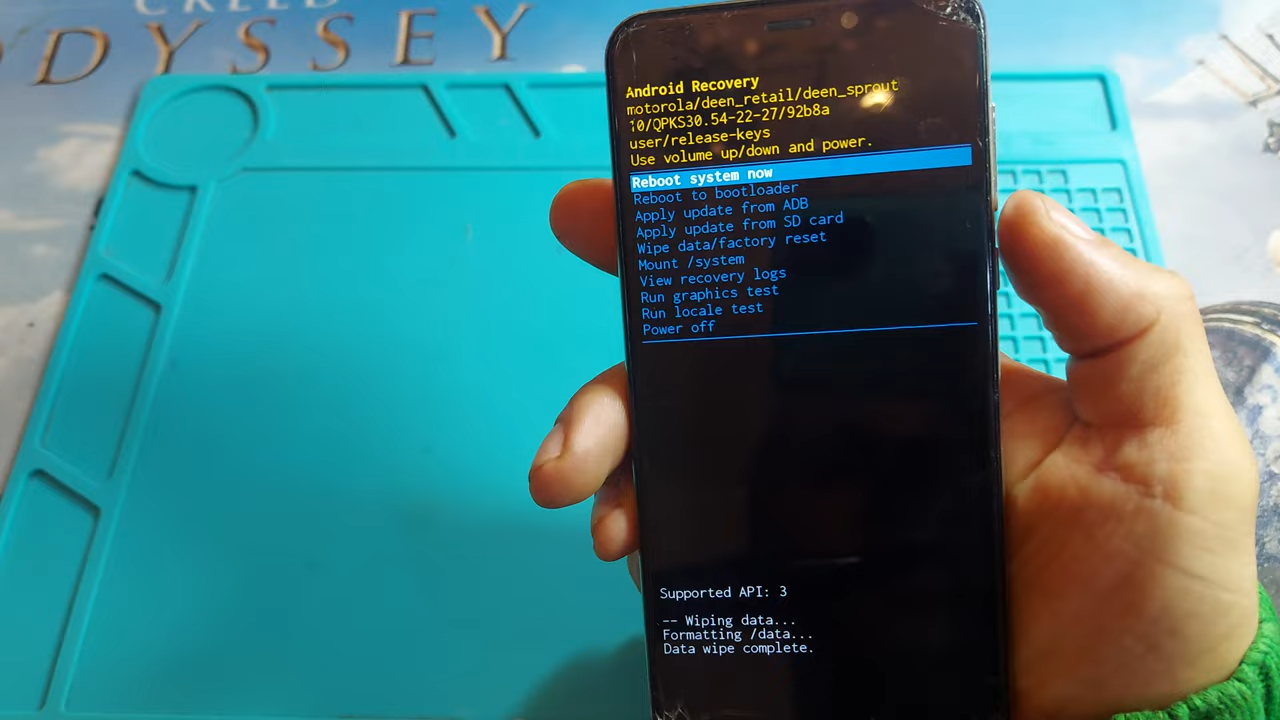 CREED
ODYSSEY
Android Recovery
motorola/deen_retail/deen_sprout
10/QPKS30.54-22-27/92b8a
user/release-keys
Use volume up/down and power.
Reboot system now
Reboot to bootloader
Apply update from ADB
Apply update from SD card
Wipe data/factory reset
Mount /system
View recovery logs
Run graphics test
Run locale test
Power off
Supported API: 3
-- Wiping data...
Formatting /data...
Data wipe complete.